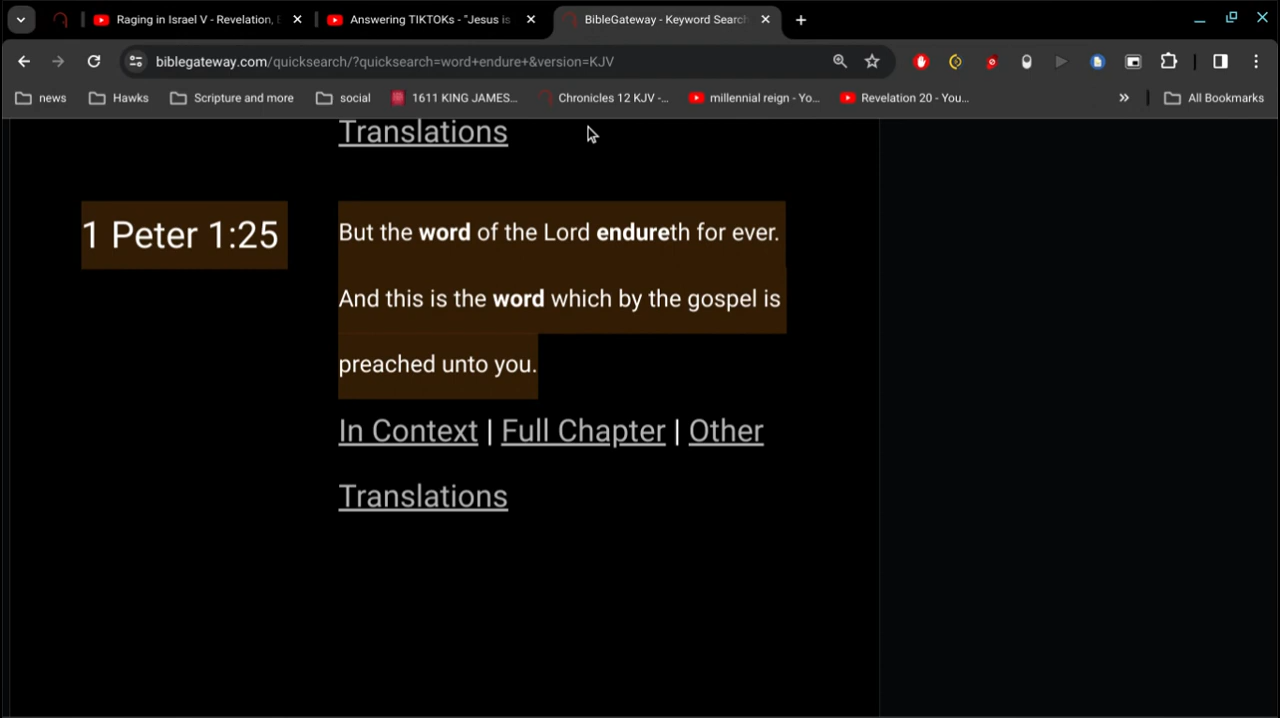 Raging in Israel V - Revelation, E
Answering TIKTOKs - "Jesus is
BibleGateway - Keyword Search
biblegateway.com/quicksearch/?quicksearch=word+endure+&version=KJV
news
Hawks
Scripture and more
social
1611 KING JAMES...
Chronicles 12 KJV -...
millennial reign - Yo...
Revelation 20 - You...
»
All Bookmarks
Translations
1 Peter 1:25
But the word of the Lord endureth for ever.
And this is the word which by the gospel is
preached unto you.
In Context | Full Chapter | Other
Translations